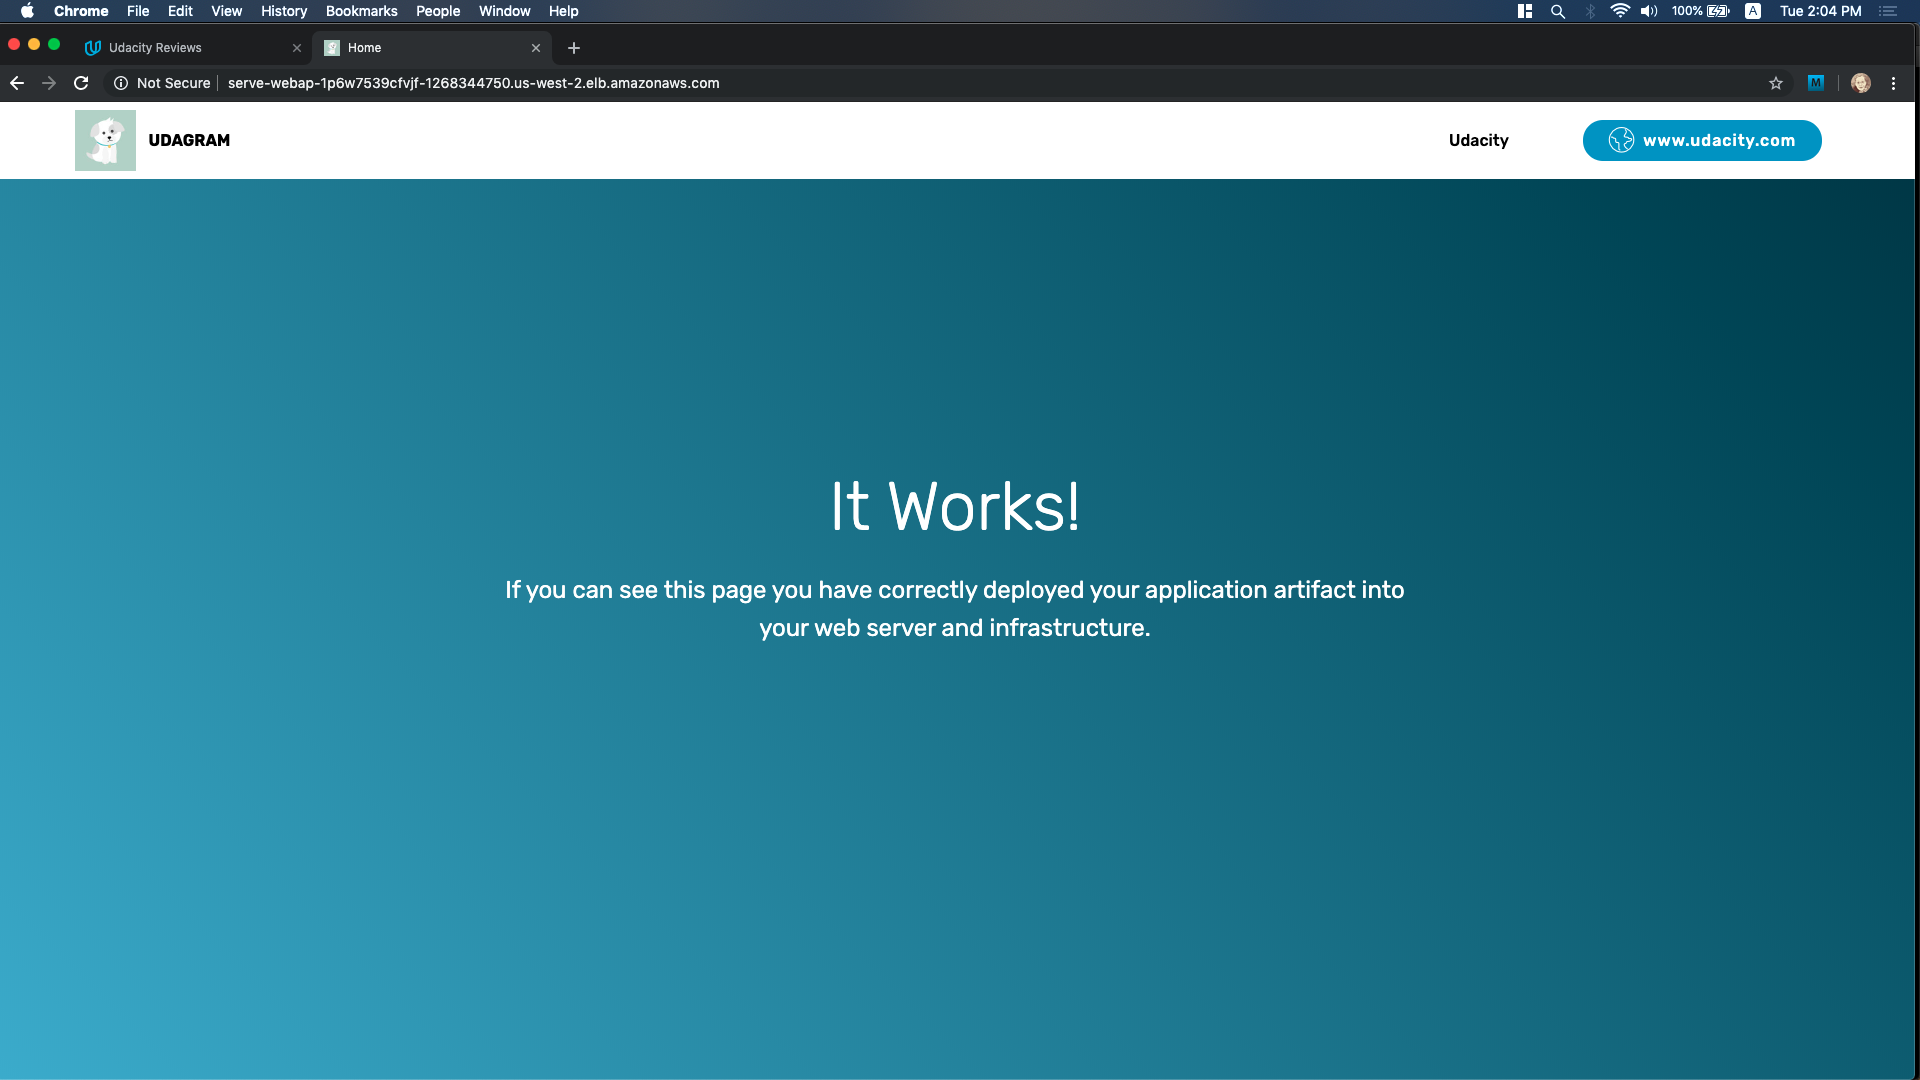 Chrome File Edit View History Bookmarks People Window Help 100% A Tue 2:04 PM
Udacity Reviews Home
Not Secure serve-webap-1p6w7539cfvjf-1268344750.us-west-2.elb.amazonaws.com M
UDAGRAM Udacity www.udacity.com
It Works!
If you can see this page you have correctly deployed your application artifact into
your web server and infrastructure.